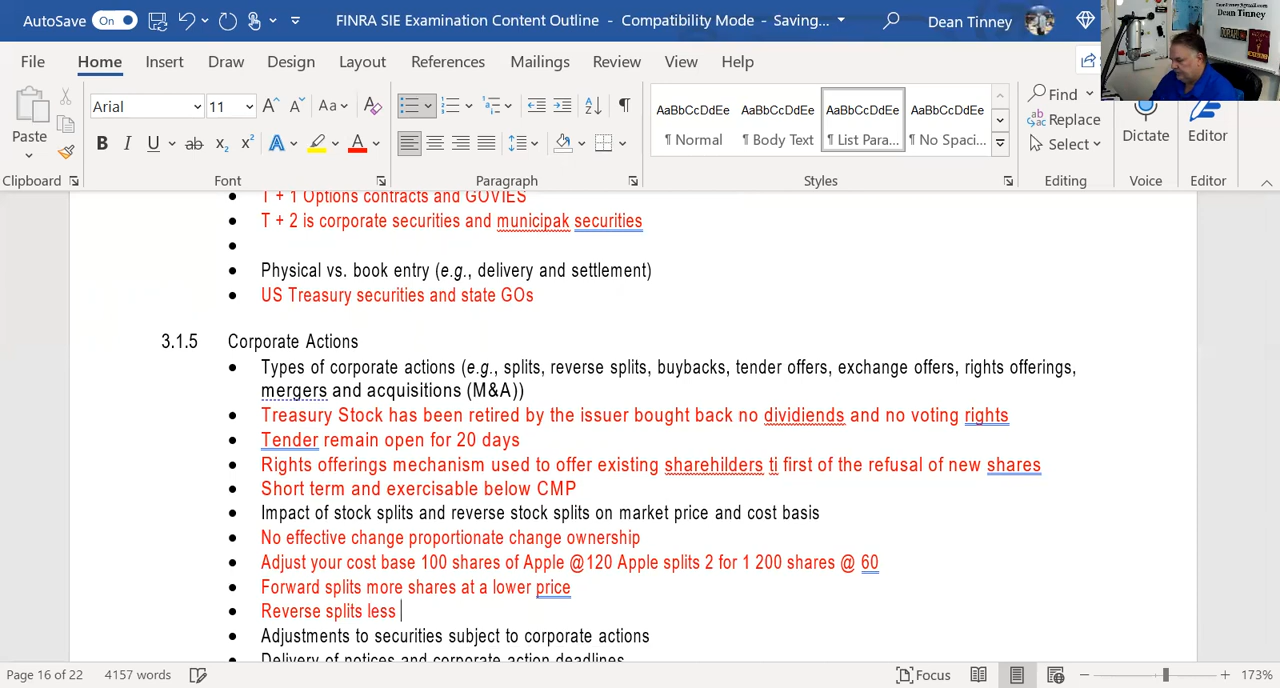 AutoSave On FINRA SIE Examination Content Outline - Compatibility Mode - Saving... Dean Tinney
Dean Tinney
File Home Insert Draw Design Layout References Mailings Review View Help
Arial 11 A^ A˅ Aa A
AaBbCcDdEe AaBbCcDdEe AaBbCcDdEe AaBbCcDdEe
Find
Replace
Select
Paste
B I U ab x₂ x² A A
¶ Normal ¶ Body Text ¶ List Para... ¶ No Spaci...
Dictate Editor
Clipboard Font Paragraph Styles Editing Voice Editor
• T + 1 Options contracts and GOVIES
• T + 2 is corporate securities and municipak securities
•
• Physical vs. book entry (e.g., delivery and settlement)
• US Treasury securities and state GOs
3.1.5 Corporate Actions
• Types of corporate actions (e.g., splits, reverse splits, buybacks, tender offers, exchange offers, rights offerings,
mergers and acquisitions (M&A))
• Treasury Stock has been retired by the issuer bought back no dividiends and no voting rights
• Tender remain open for 20 days
• Rights offerings mechanism used to offer existing sharehilders ti first of the refusal of new shares
• Short term and exercisable below CMP
• Impact of stock splits and reverse stock splits on market price and cost basis
• No effective change proportionate change ownership
• Adjust your cost base 100 shares of Apple @120 Apple splits 2 for 1 200 shares @ 60
• Forward splits more shares at a lower price
• Reverse splits less
• Adjustments to securities subject to corporate actions
• Delivery of notices and corporate action deadlines
Page 16 of 22 4157 words Focus 173%